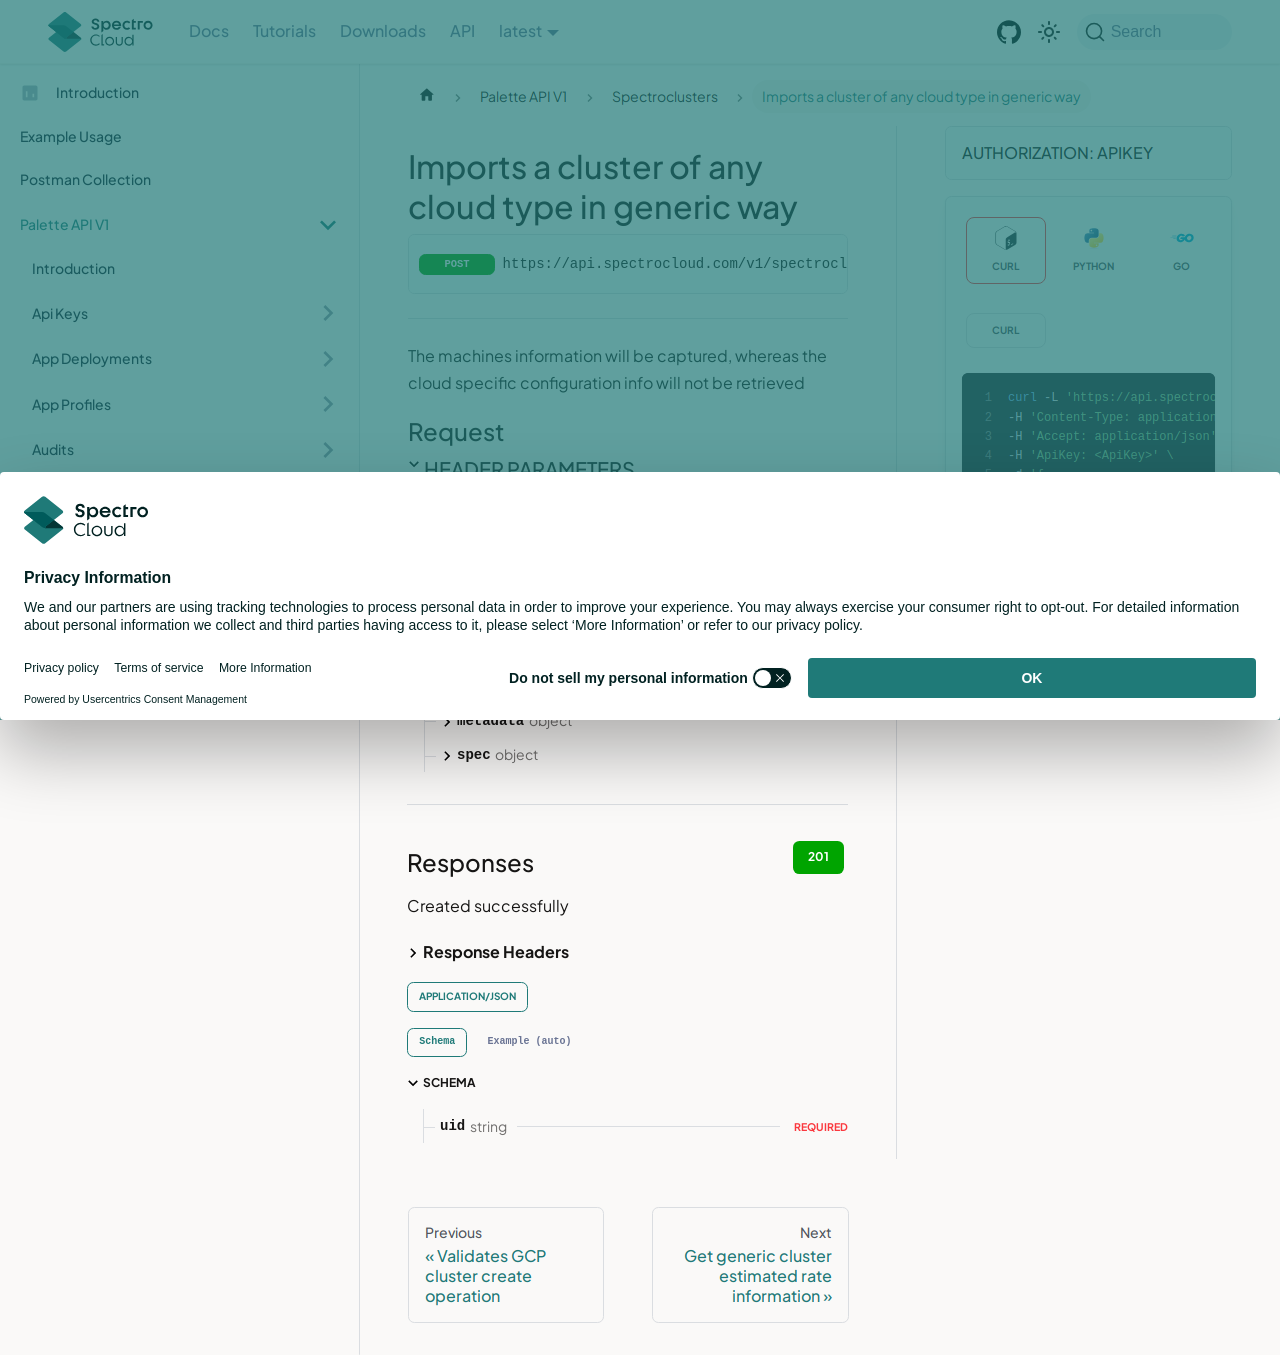 Spectro Cloud
Docs Tutorials Downloads API latest
Search
Introduction
Example Usage
Postman Collection
Palette API V1
Introduction
Api Keys
App Deployments
App Profiles
Audits
Palette API V1
Spectroclusters
Imports a cluster of any cloud type in generic way
Imports a cluster of any
cloud type in generic way
POST https://api.spectrocloud.com/v1/spectrocl
The machines information will be captured, whereas the
cloud specific configuration info will not be retrieved
Request
HEADER PARAMETERS
AUTHORIZATION: APIKEY
CURL PYTHON GO
CURL
1 curl -L 'https://api.spectroc
2 -H 'Content-Type: application
3 -H 'Accept: application/json'
4 -H 'ApiKey: <ApiKey>' \
Spectro
Cloud
Privacy Information
We and our partners are using tracking technologies to process personal data in order to improve your experience. You may always exercise your consumer right to opt-out. For detailed information
about personal information we collect and third parties having access to it, please select ‘More Information’ or refer to our privacy policy.
Privacy policy Terms of service More Information
Do not sell my personal information
OK
Powered by Usercentrics Consent Management
metadata object
spec object
Responses
201
Created successfully
Response Headers
APPLICATION/JSON
Schema Example (auto)
SCHEMA
uid string REQUIRED
Previous
« Validates GCP
cluster create
operation
Next
Get generic cluster
estimated rate
information »